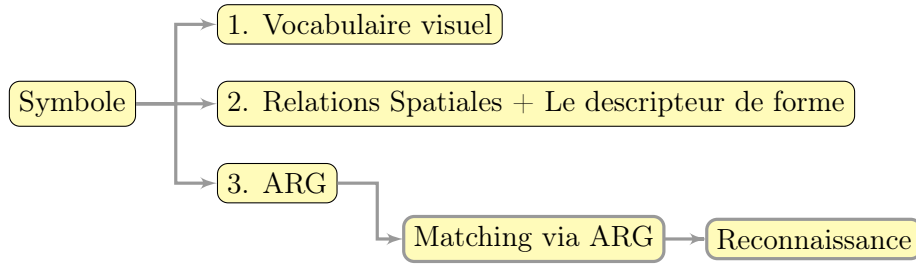 1. Vocabulaire visuel
Symbole
2. Relations Spatiales + Le descripteur de forme
3. ARG
Matching via ARG
Reconnaissance